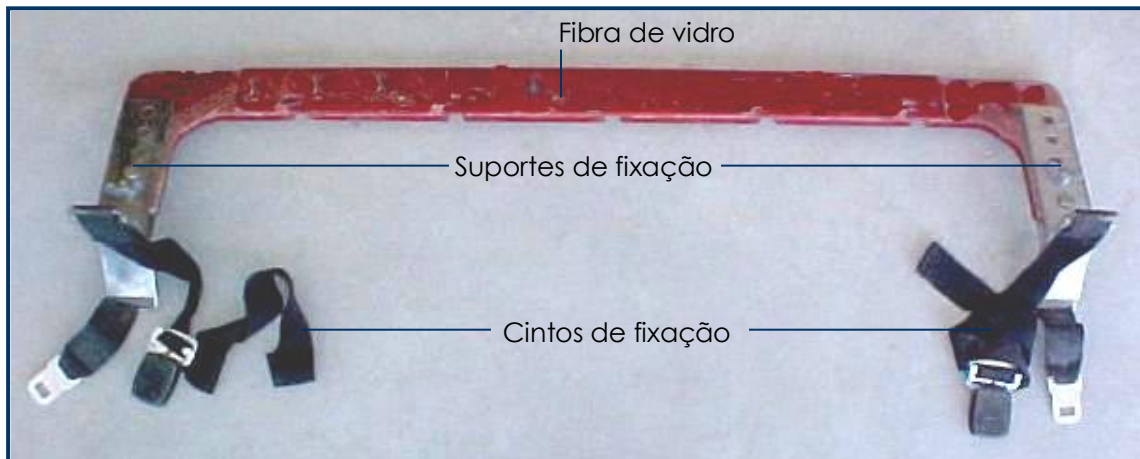 Fibra de vidro
Suportes de fixação
Cintos de fixação